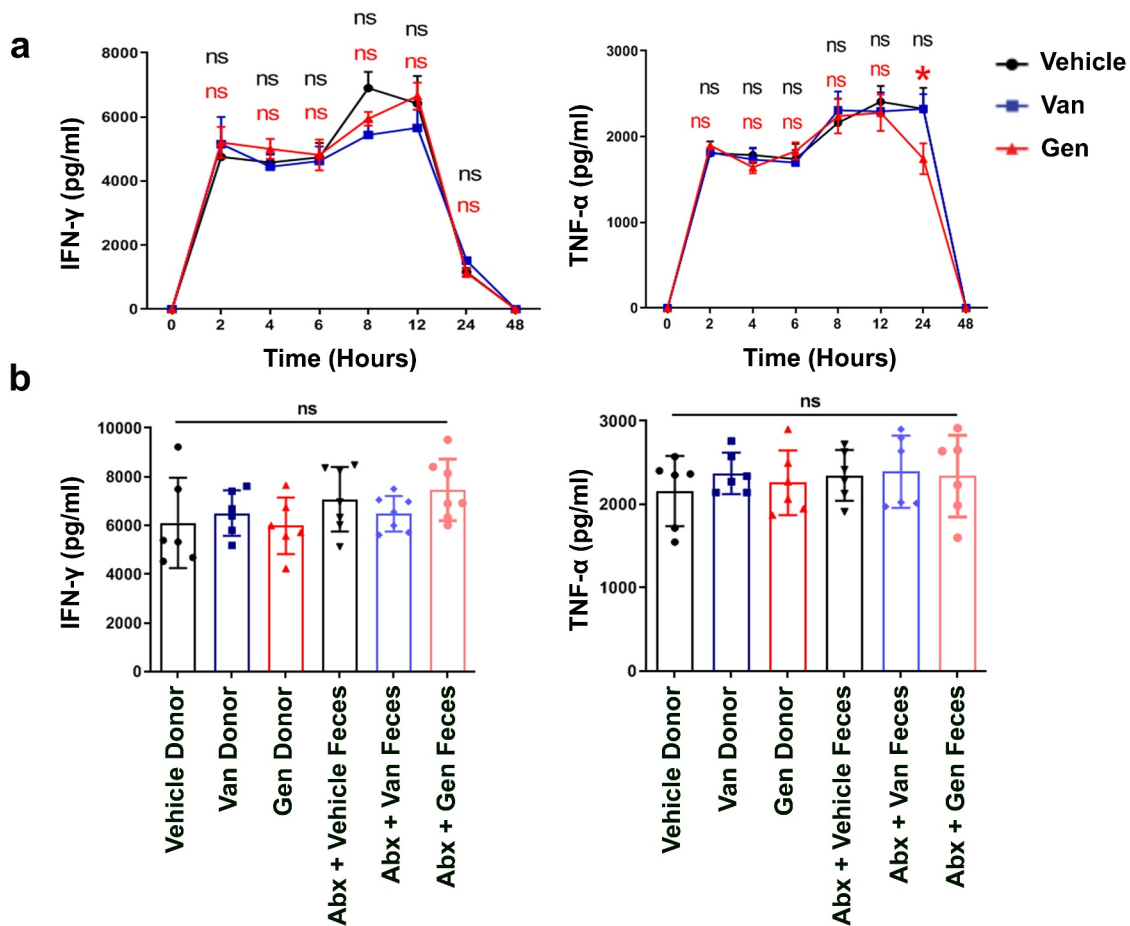 a
IFN-γ (pg/ml)
8000
6000
4000
2000
0
ns ns ns ns ns ns
ns ns ns ns ns ns
0 2 4 6 8 12 24 48
Time (Hours)
TNF-α (pg/ml)
3000
2000
1000
0
ns ns ns ns ns ns
ns ns ns ns ns *
0 2 4 6 8 12 24 48
Time (Hours)
Vehicle
Van
Gen
b
IFN-γ (pg/ml)
ns
10000
8000
6000
4000
2000
0
Vehicle Donor
Van Donor
Gen Donor
Abx + Vehicle Feces
Abx + Van Feces
Abx + Gen Feces
TNF-α (pg/ml)
ns
3000
2000
1000
0
Vehicle Donor
Van Donor
Gen Donor
Abx + Vehicle Feces
Abx + Van Feces
Abx + Gen Feces